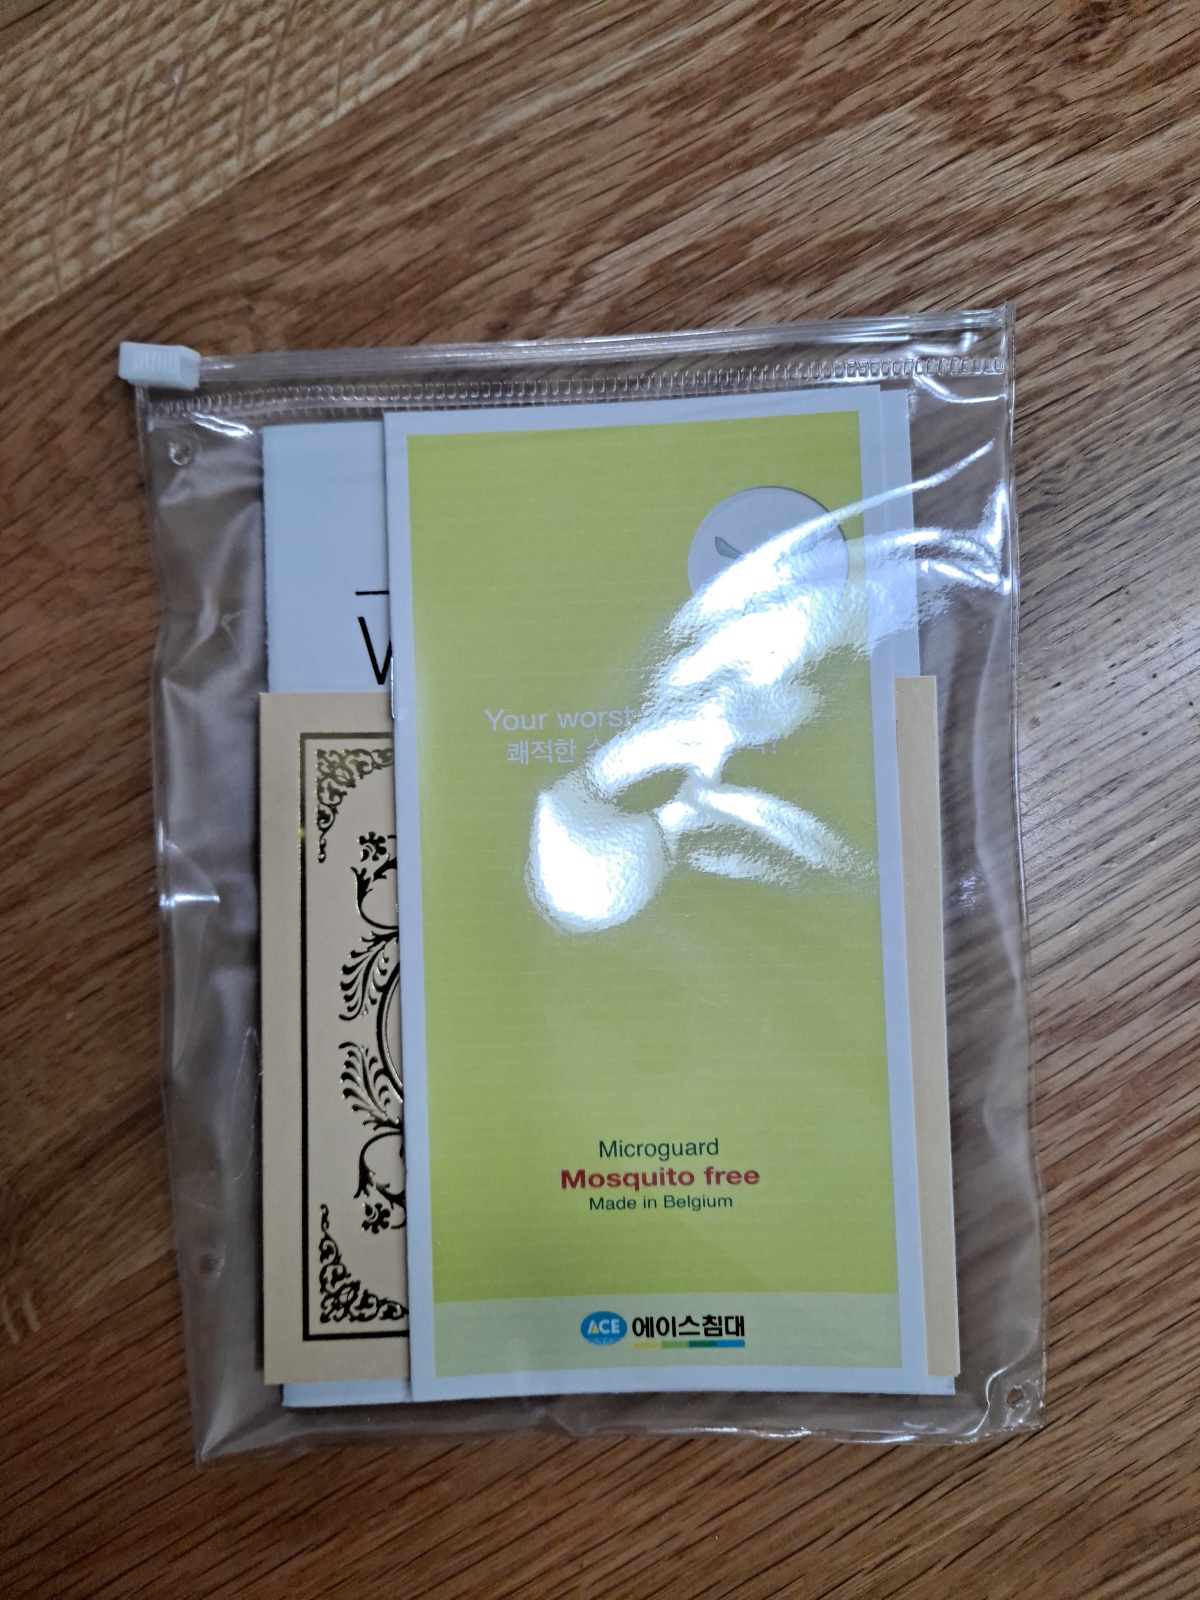 W
Your worst
쾌적한
Microguard
Mosquito free
Made in Belgium
ACE 에이스침대